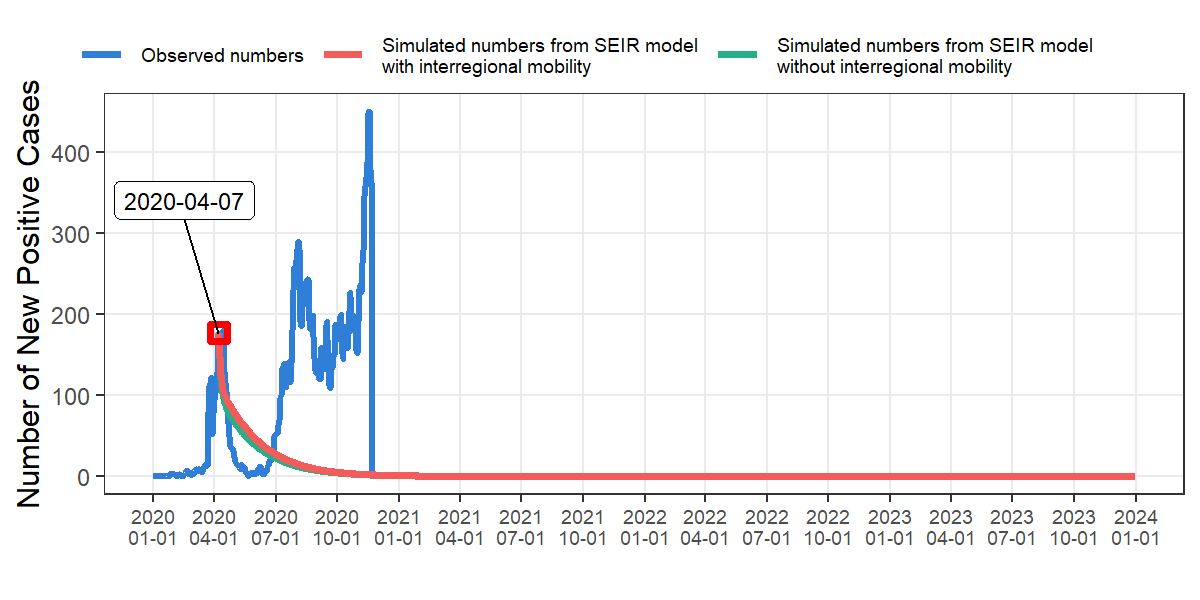 Observed numbers
Simulated numbers from SEIR model
with interregional mobility
Simulated numbers from SEIR model
without interregional mobility
Number of New Positive Cases
400
300
200
100
0
2020-04-07
2020 2020 2020 2020 2021 2021 2021 2021 2022 2022 2022 2022 2023 2023 2023 2023 2024
01-01 04-01 07-01 10-01 01-01 04-01 07-01 10-01 01-01 04-01 07-01 10-01 01-01 04-01 07-01 10-01 01-01